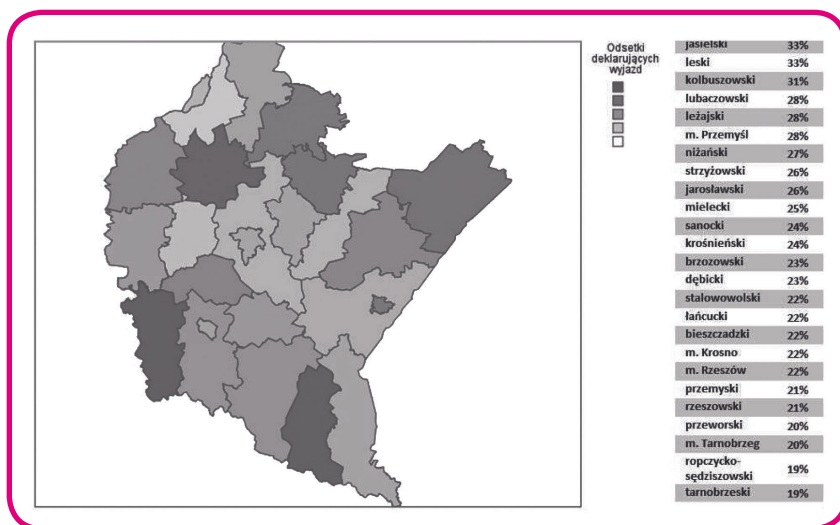 Odsetki
deklarujących
wyjazd
jasielski 33%
leski 33%
kolbuszowski 31%
lubaczowski 28%
leżajski 28%
m. Przemyśl 28%
niżański 27%
strzyżowski 26%
jarosławski 26%
mielecki 25%
sanocki 24%
krośnieński 24%
brzozowski 23%
dębicki 23%
stalowowolski 22%
łańcucki 22%
bieszczadzki 22%
m. Krosno 22%
m. Rzeszów 22%
przemyski 21%
rzeszowski 21%
przeworski 20%
m. Tarnobrzeg 20%
ropczycko-
sędziszowski 19%
tarnobrzeski 19%